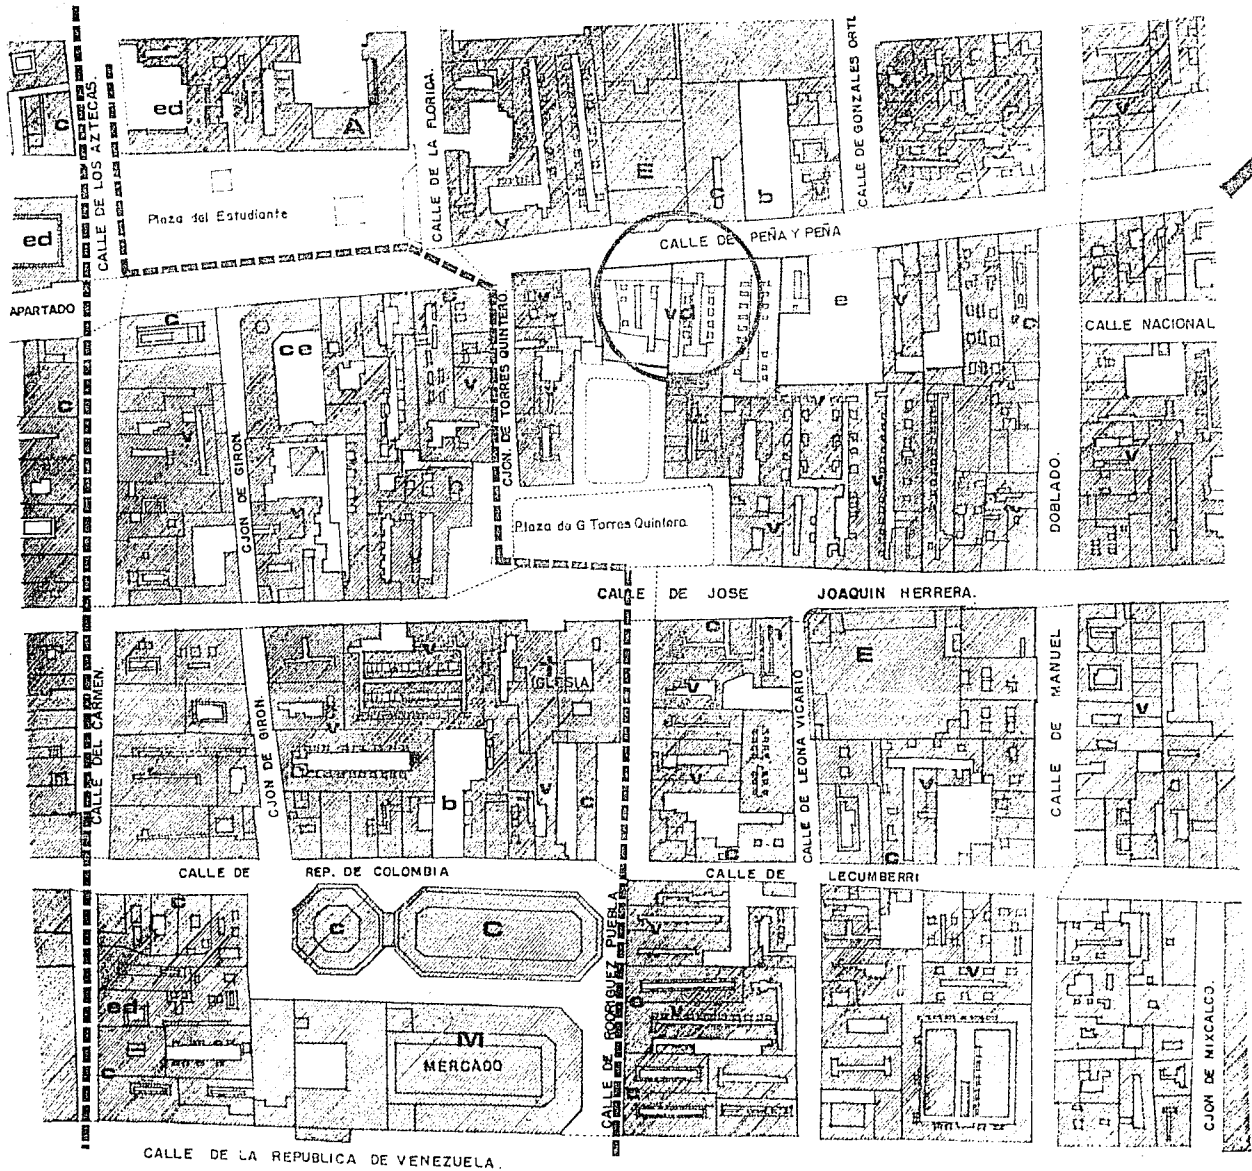 CALLE DE LOS AZTECAS.
ed
A
CALLE DE LA FLORIDA.
CALLE DE GONZALES ORTI
v
c
E
b
Plaza del Estudiante
v
ed
CALLE DE PEÑA Y PEÑA
APARTADO
c
ce
CJON. DE TORRES QUINTERO
v d
e
v
c
CALLE NACIONAL
c
v
v
CJON DE GIRON.
v
h
v
v
v
Plaza de G Torres Quintero
DOBLADO.
CALLE DE JOSE JOAQUIN HERRERA.
CALLE DEL CARMEN.
CJON DE GIRON.
v
IGLESIA
c
v
CALLE DE LEONA VICARIO
E
CALLE DE MANUEL
v
v
b
v
c
v
v
c
c
CALLE DE REP. DE COLOMBIA
CALLE DE LECUMBERRI
c
c
C
CALLE DE RODRIGUEZ PUEBLA
v
v
ed
c
M
MERCADO
c
v
CJON DE MIXCALCO.
CALLE DE LA REPUBLICA DE VENEZUELA.